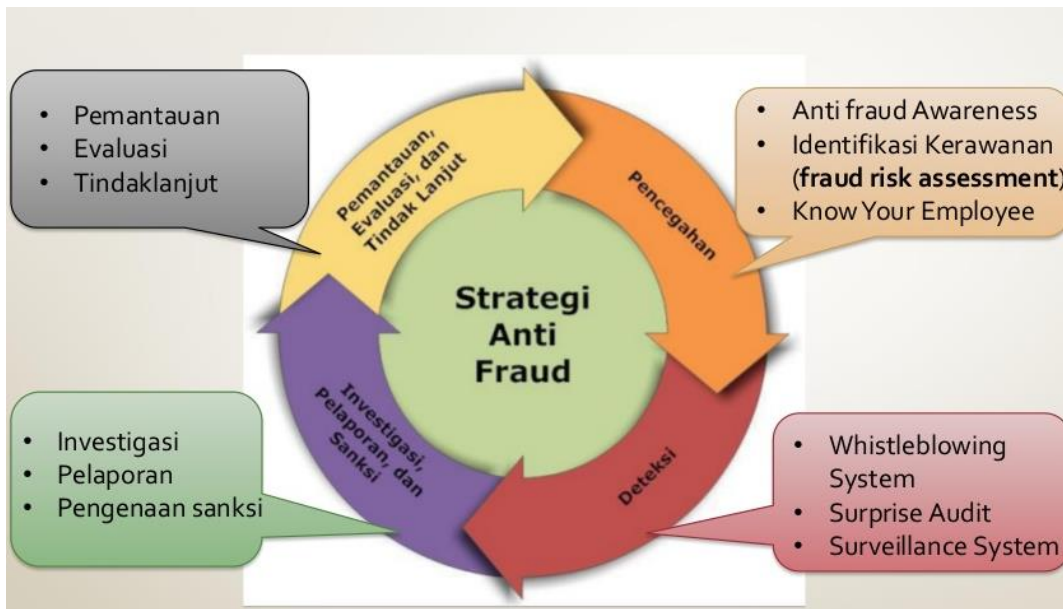 • Pemantauan
• Evaluasi
• Tindaklanjut
Pemantauan,
Evaluasi, dan
Tindak Lanjut
Pencegahan
• Anti fraud Awareness
• Identifikasi Kerawanan
(fraud risk assessment)
• Know Your Employee
Strategi
Anti
Fraud
• Investigasi
• Pelaporan
• Pengenaan sanksi
Investigasi,
Pelaporan, dan
Sanksi
Deteksi
• Whistleblowing
System
• Surprise Audit
• Surveillance System